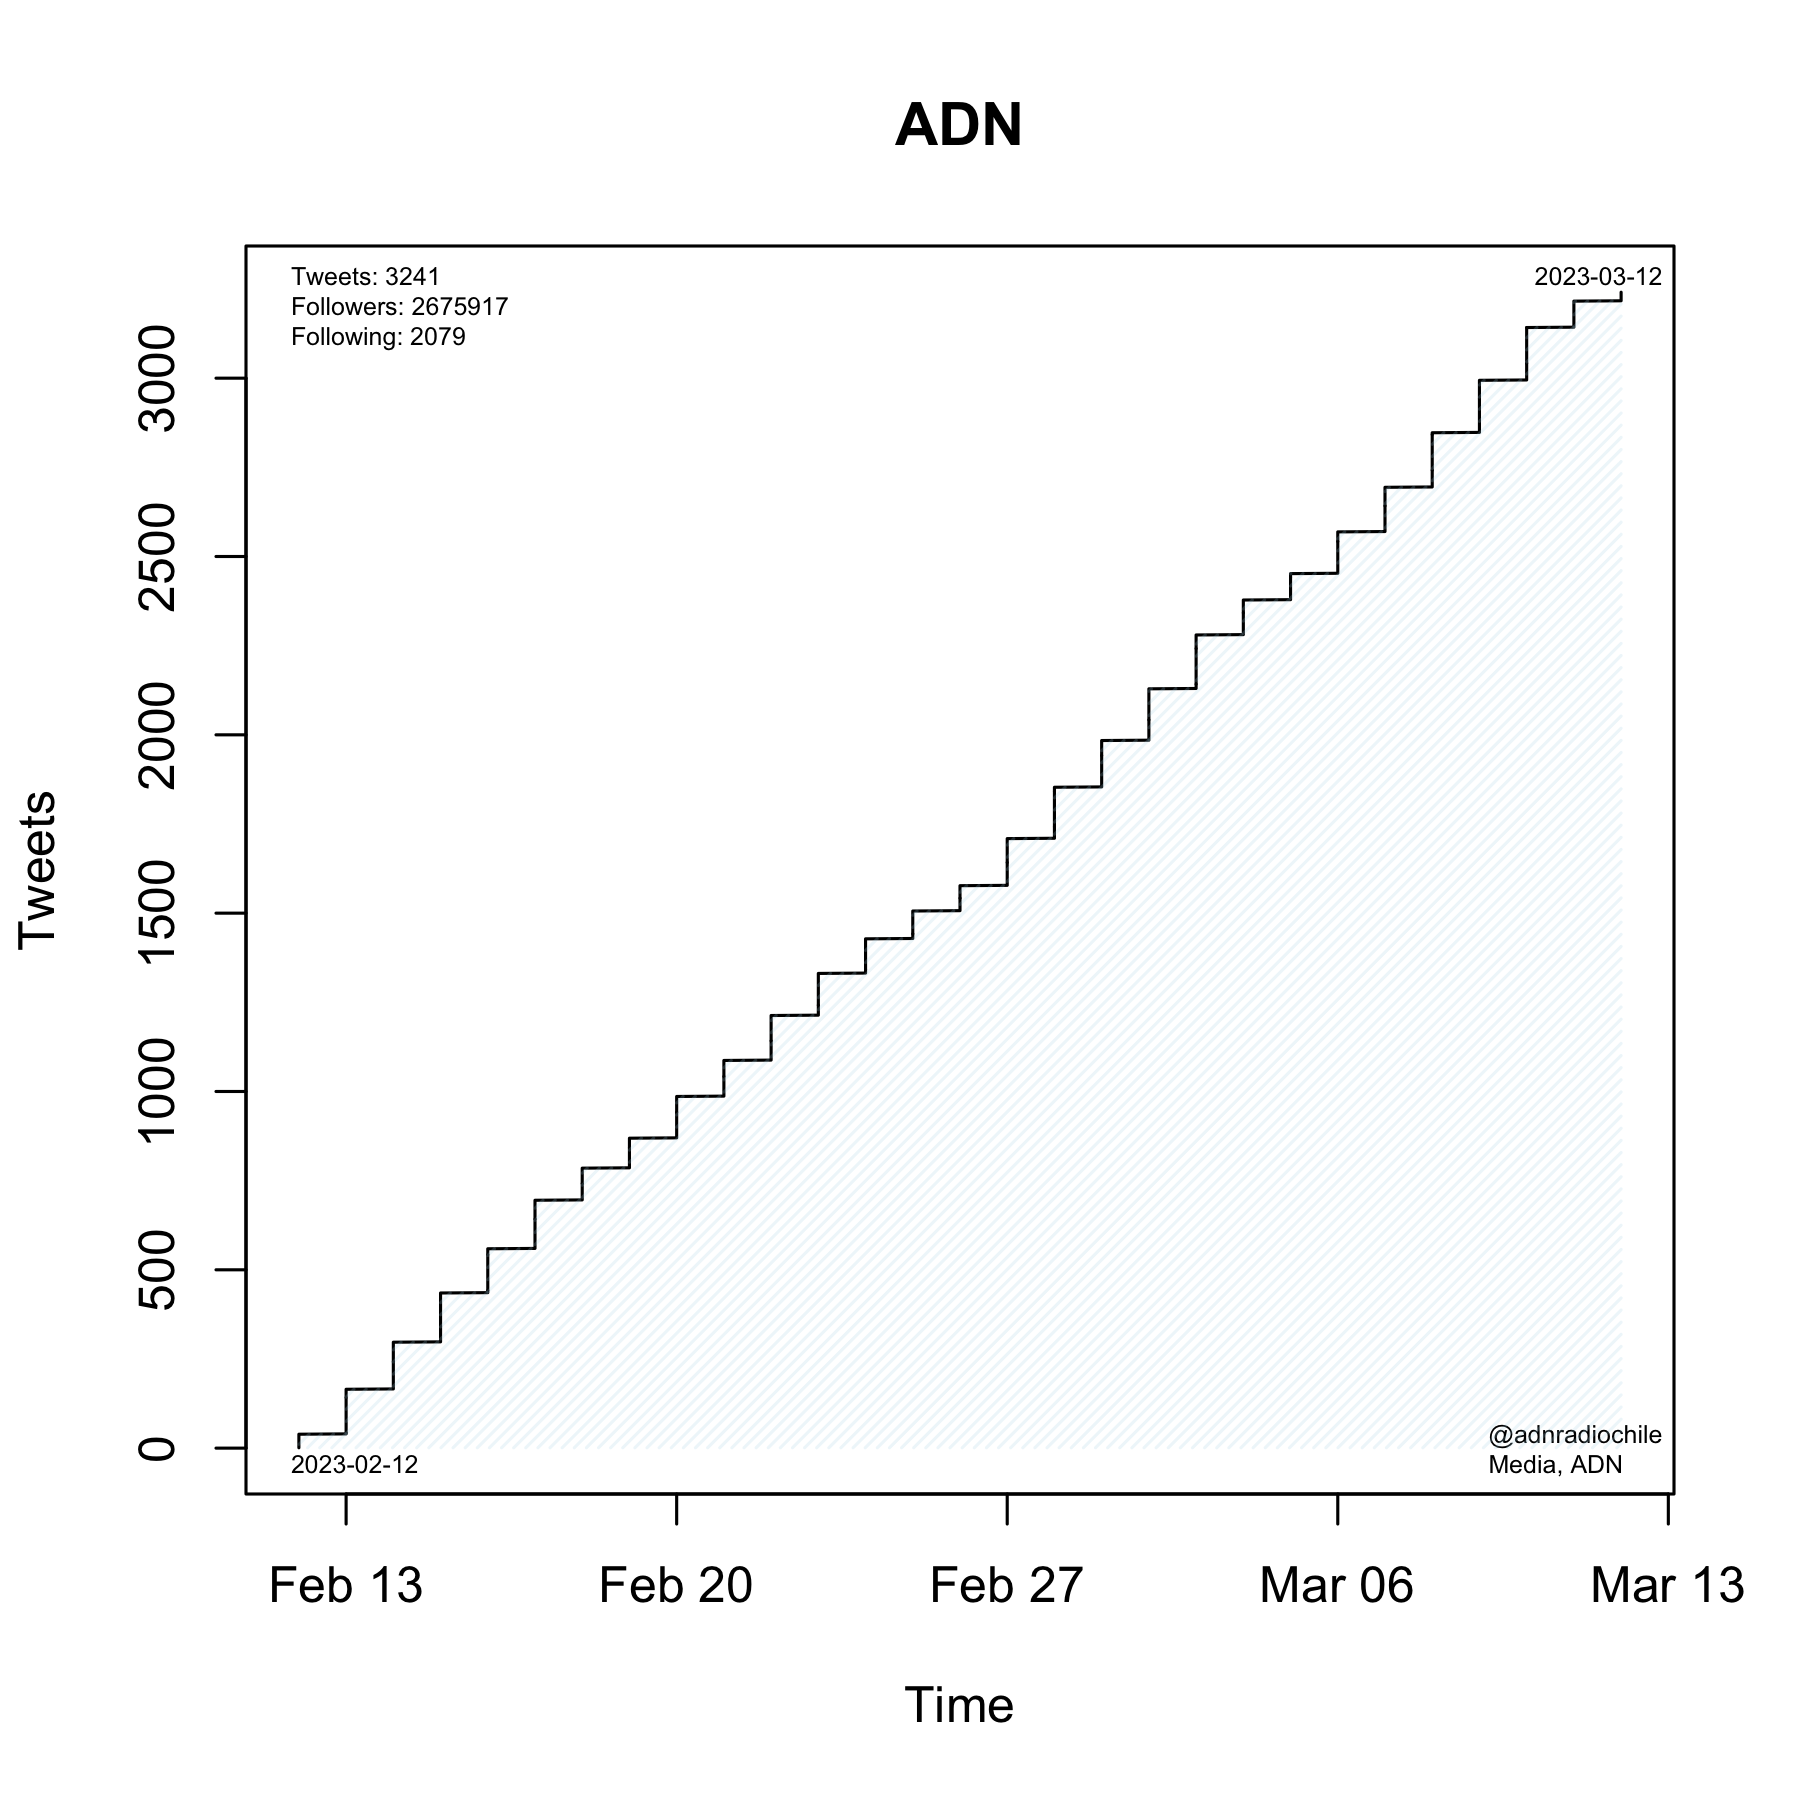 ADN
Tweets: 3241
Followers: 2675917
Following: 2079
2023-03-12
3000
2500
2000
1500
1000
500
0
Tweets
@adnradiochile
Media, ADN
2023-02-12
Feb 13
Feb 20
Feb 27
Mar 06
Mar 13
Time